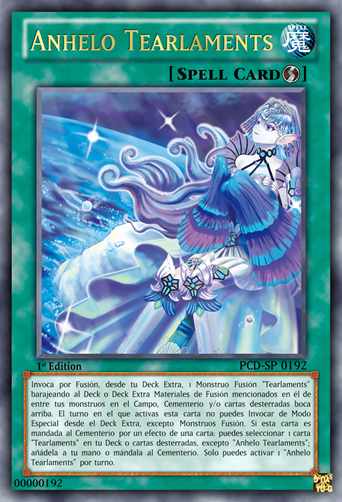 ANHELO TEARLAMENTS
SPELL
魔
[SPELL CARD]
1st Edition
PCD-SP 0192
Invoca por Fusión, desde tu Deck Extra, 1 Monstruo Fusión "Tearlaments"
barajeando al Deck o Deck Extra Materiales de Fusión mencionados en él de
entre tus monstruos en el Campo, Cementerio y/o cartas desterradas boca
arriba. El turno en el que activas esta carta no puedes Invocar de Modo
Especial desde el Deck Extra, excepto Monstruos Fusión. Si esta carta es
mandada al Cementerio por un efecto de una carta: puedes seleccionar 1 carta
"Tearlaments" en tu Deck o cartas desterradas, excepto "Anhelo Tearlaments";
añádela a tu mano o mándala al Cementerio. Solo puedes activar 1 "Anhelo
Tearlaments" por turno.
00000192